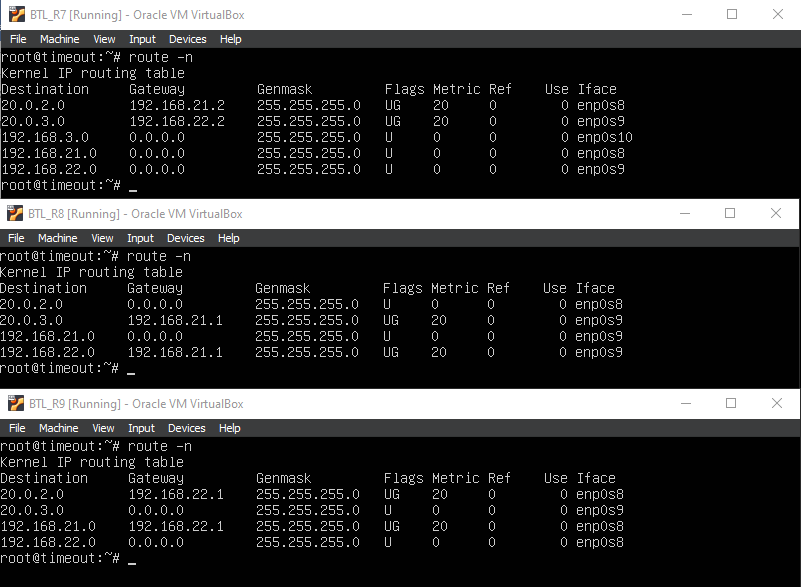 BTL_R7 [Running] - Oracle VM VirtualBox
File Machine View Input Devices Help
root@timeout:~# route -n
Kernel IP routing table
Destination Gateway Genmask Flags Metric Ref Use Iface
20.0.2.0 192.168.21.2 255.255.255.0 UG 20 0 0 enp0s8
20.0.3.0 192.168.22.2 255.255.255.0 UG 20 0 0 enp0s9
192.168.3.0 0.0.0.0 255.255.255.0 U 0 0 0 enp0s10
192.168.21.0 0.0.0.0 255.255.255.0 U 0 0 0 enp0s8
192.168.22.0 0.0.0.0 255.255.255.0 U 0 0 0 enp0s9
root@timeout:~# _
BTL_R8 [Running] - Oracle VM VirtualBox
File Machine View Input Devices Help
root@timeout:~# route -n
Kernel IP routing table
Destination Gateway Genmask Flags Metric Ref Use Iface
20.0.2.0 0.0.0.0 255.255.255.0 U 0 0 0 enp0s8
20.0.3.0 192.168.21.1 255.255.255.0 UG 20 0 0 enp0s9
192.168.21.0 0.0.0.0 255.255.255.0 U 0 0 0 enp0s9
192.168.22.0 192.168.21.1 255.255.255.0 UG 20 0 0 enp0s9
root@timeout:~# _
BTL_R9 [Running] - Oracle VM VirtualBox
File Machine View Input Devices Help
root@timeout:~# route -n
Kernel IP routing table
Destination Gateway Genmask Flags Metric Ref Use Iface
20.0.2.0 192.168.22.1 255.255.255.0 UG 20 0 0 enp0s8
20.0.3.0 0.0.0.0 255.255.255.0 U 0 0 0 enp0s9
192.168.21.0 192.168.22.1 255.255.255.0 UG 20 0 0 enp0s8
192.168.22.0 0.0.0.0 255.255.255.0 U 0 0 0 enp0s8
root@timeout:~# _